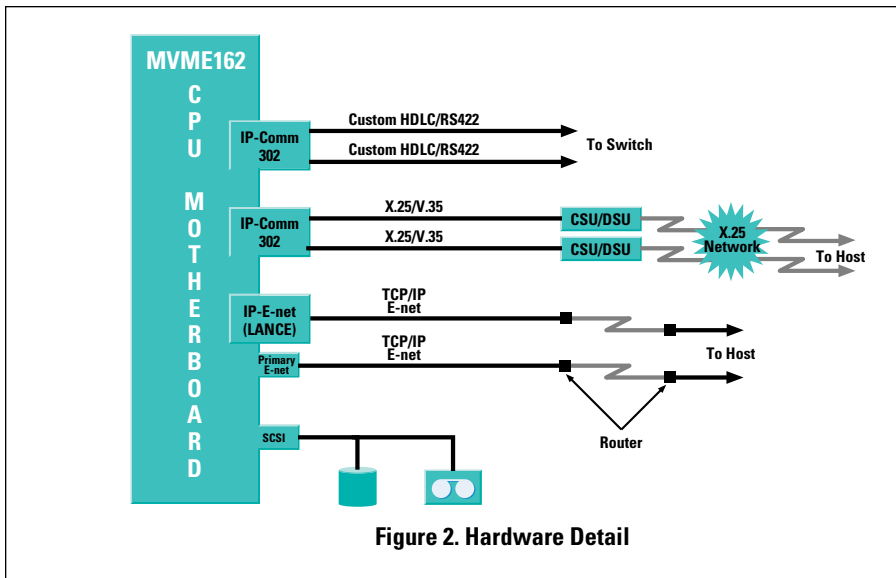 MVME162
CPU MOTHERBOARD
IP-Comm
302
Custom HDLC/RS422
Custom HDLC/RS422
To Switch
IP-Comm
302
X.25/V.35
X.25/V.35
CSU/DSU
CSU/DSU
X.25
Network
To Host
IP-E-net
(LANCE)
TCP/IP
E-net
Primary
E-net
TCP/IP
E-net
To Host
Router
SCSI
Figure 2. Hardware Detail